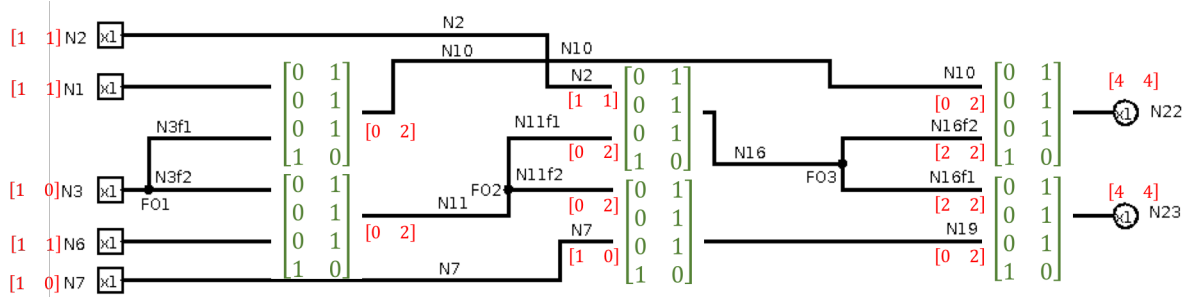 N2
[1 1] N2 x1
N10 N10
N2
[1 1] N1 x1
[0 1
0 1
0 1
1 0]
[0 1
0 1
0 1
1 0]
N10
[0 1
0 1
0 1
1 0]
[4 4]
[1 1]
[0 2]
x1 N22
N3f1
[0 2]
N11f1
N16f2
[0 2]
N16
[2 2]
N3f2
N11f2
FO3
N16f1
[1 0] N3 x1
FO1
[0 1
0 1
0 1
1 0]
FO2
[0 1
0 1
0 1
1 0]
[0 1
0 1
0 1
1 0]
[4 4]
[2 2]
N11
[0 2]
x1 N23
[0 2]
N7
N19
[1 1] N6 x1
[1 0]
[0 2]
N7
[1 0] N7 x1